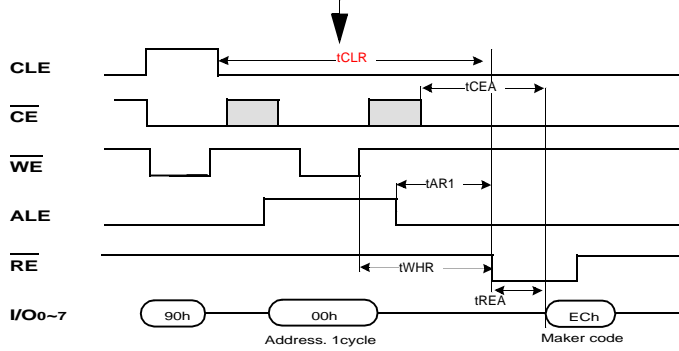 tCLR
CLE
tCEA
CE
WE
tAR1
ALE
RE
tWHR
tREA
I/O0~7
90h
00h
ECh
Address. 1cycle
Maker code